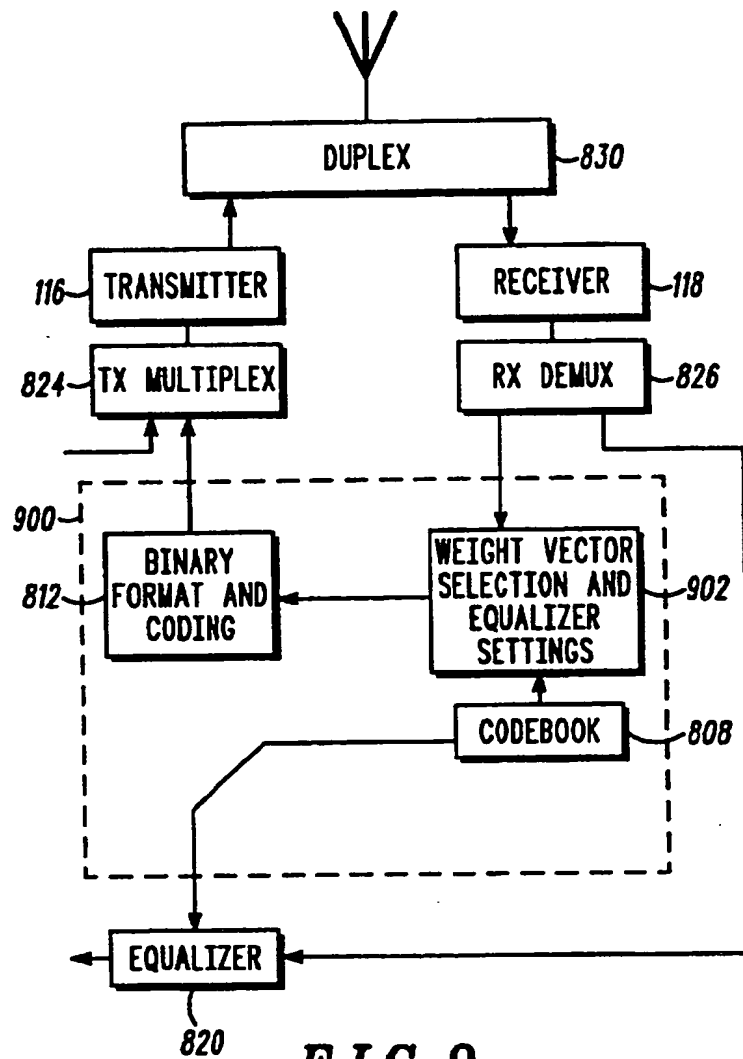 DUPLEX
830
116
TRANSMITTER
RECEIVER
118
824
TX MULTIPLEX
RX DEMUX
826
900
812
BINARY
FORMAT AND
CODING
WEIGHT VECTOR
SELECTION AND
EQUALIZER
SETTINGS
902
CODEBOOK
808
EQUALIZER
820